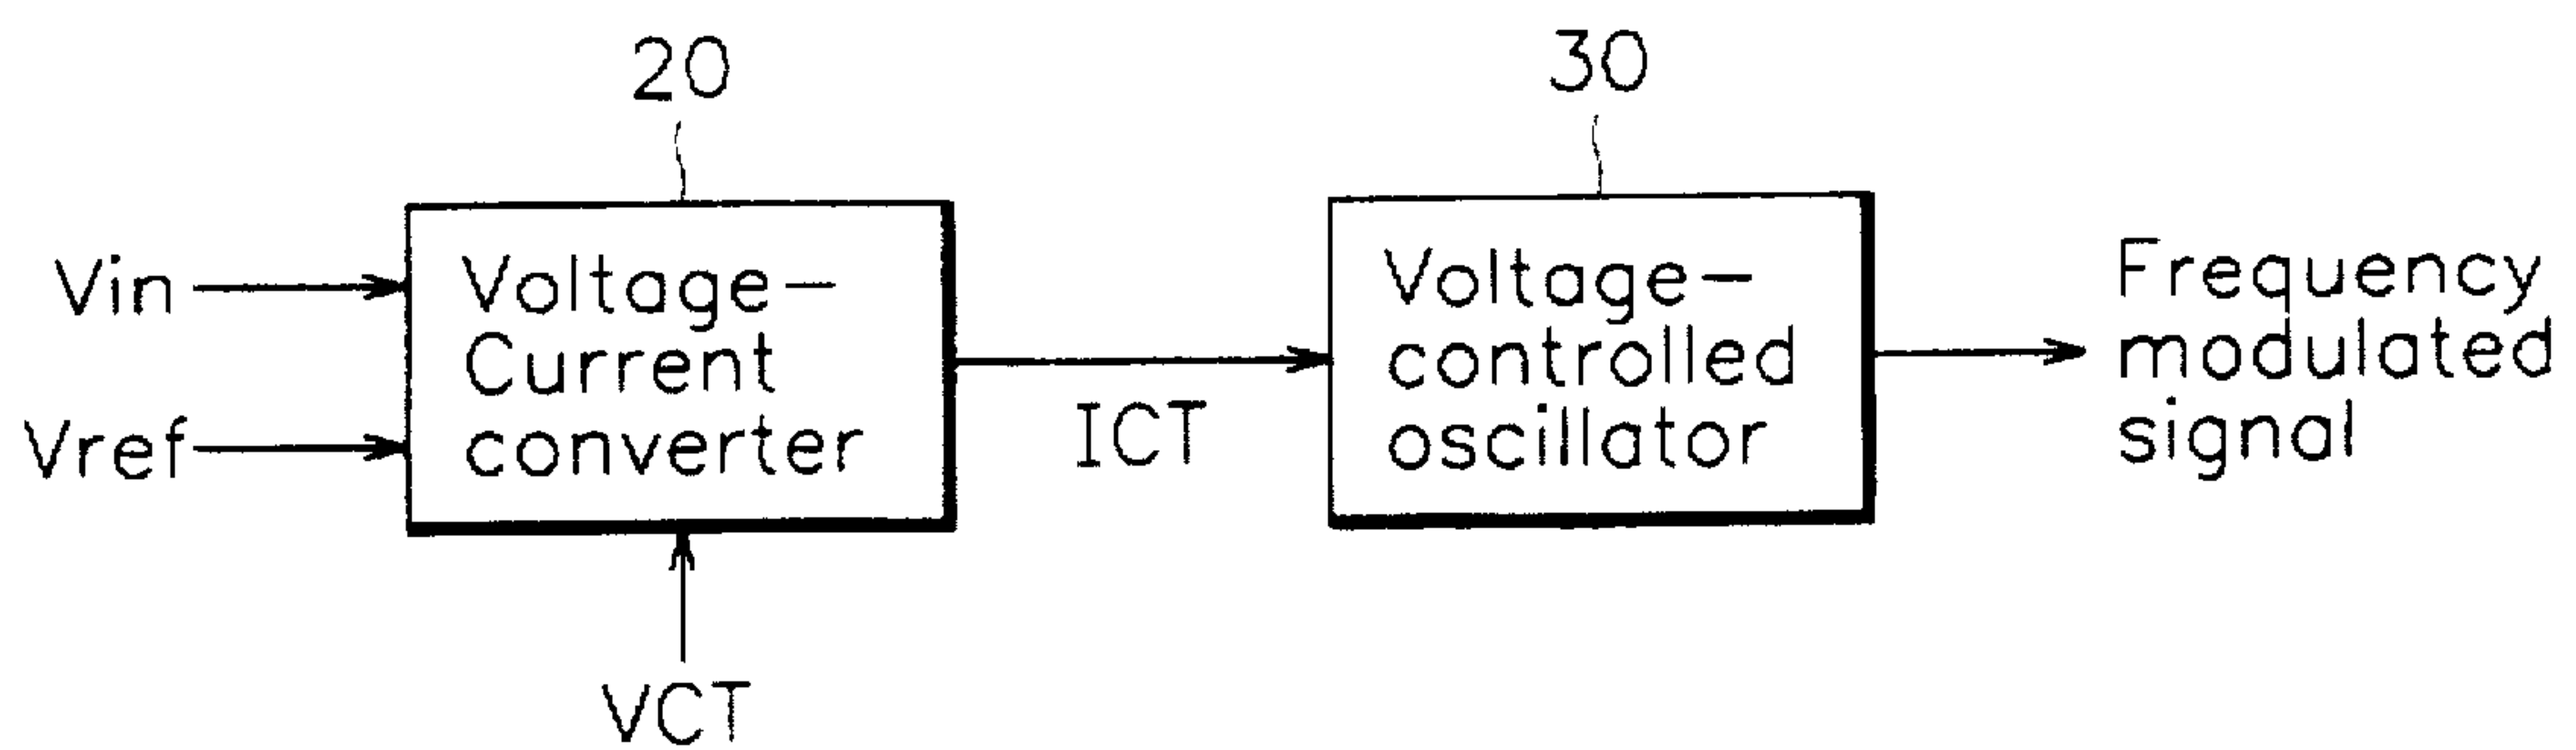 20
30
Vin
Vref
Voltage-
Current
converter
VCT
ICT
Voltage-
controlled
oscillator
Frequency
modulated
signal